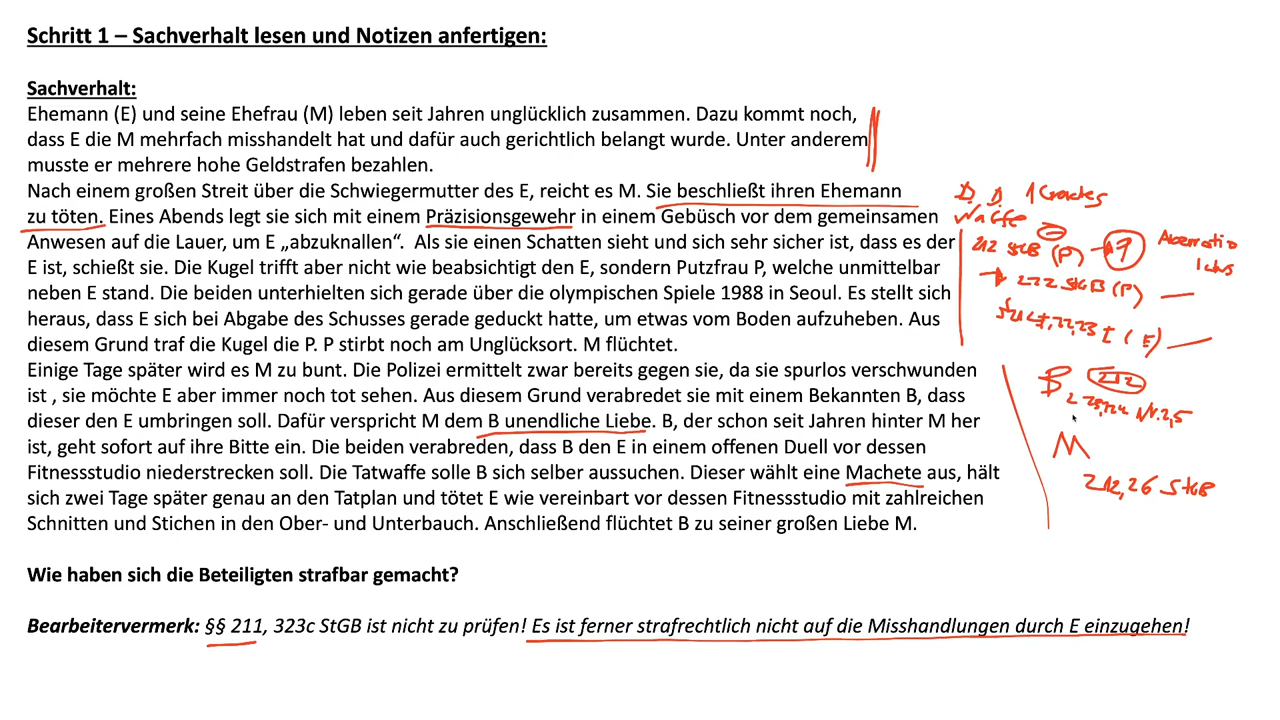 Schritt 1 – Sachverhalt lesen und Notizen anfertigen:
Sachverhalt:
Ehemann (E) und seine Ehefrau (M) leben seit Jahren unglücklich zusammen. Dazu kommt noch,
dass E die M mehrfach misshandelt hat und dafür auch gerichtlich belangt wurde. Unter anderem
musste er mehrere hohe Geldstrafen bezahlen.
Nach einem großen Streit über die Schwiegermutter des E, reicht es M. Sie beschließt ihren Ehemann
zu töten. Eines Abends legt sie sich mit einem Präzisionsgewehr in einem Gebüsch vor dem gemeinsamen
Anwesen auf die Lauer, um E „abzuknallen“. Als sie einen Schatten sieht und sich sehr sicher ist, dass es der
E ist, schießt sie. Die Kugel trifft aber nicht wie beabsichtigt den E, sondern Putzfrau P, welche unmittelbar
neben E stand. Die beiden unterhielten sich gerade über die olympischen Spiele 1988 in Seoul. Es stellt sich
heraus, dass E sich bei Abgabe des Schusses gerade geduckt hatte, um etwas vom Boden aufzuheben. Aus
diesem Grund traf die Kugel die P. P stirbt noch am Unglücksort. M flüchtet.
Einige Tage später wird es M zu bunt. Die Polizei ermittelt zwar bereits gegen sie, da sie spurlos verschwunden
ist , sie möchte E aber immer noch tot sehen. Aus diesem Grund verabredet sie mit einem Bekannten B, dass
dieser den E umbringen soll. Dafür verspricht M dem B unendliche Liebe. B, der schon seit Jahren hinter M her
ist, geht sofort auf ihre Bitte ein. Die beiden verabreden, dass B den E in einem offenen Duell vor dessen
Fitnessstudio niederstrecken soll. Die Tatwaffe solle B sich selber aussuchen. Dieser wählt eine Machete aus, hält
sich zwei Tage später genau an den Tatplan und tötet E wie vereinbart vor dessen Fitnessstudio mit zahlreichen
Schnitten und Stichen in den Ober- und Unterbauch. Anschließend flüchtet B zu seiner großen Liebe M.
Wie haben sich die Beteiligten strafbar gemacht?
Bearbeitervermerk: §§ 211, 323c StGB ist nicht zu prüfen! Es ist ferner strafrechtlich nicht auf die Misshandlungen durch E einzugehen!
Waffe
212 StGB (P) → Aberratio
Ictus
→ 222 StGB (P)
(E)
B 212
Nr. 2, 5
M
212, 26 StGB